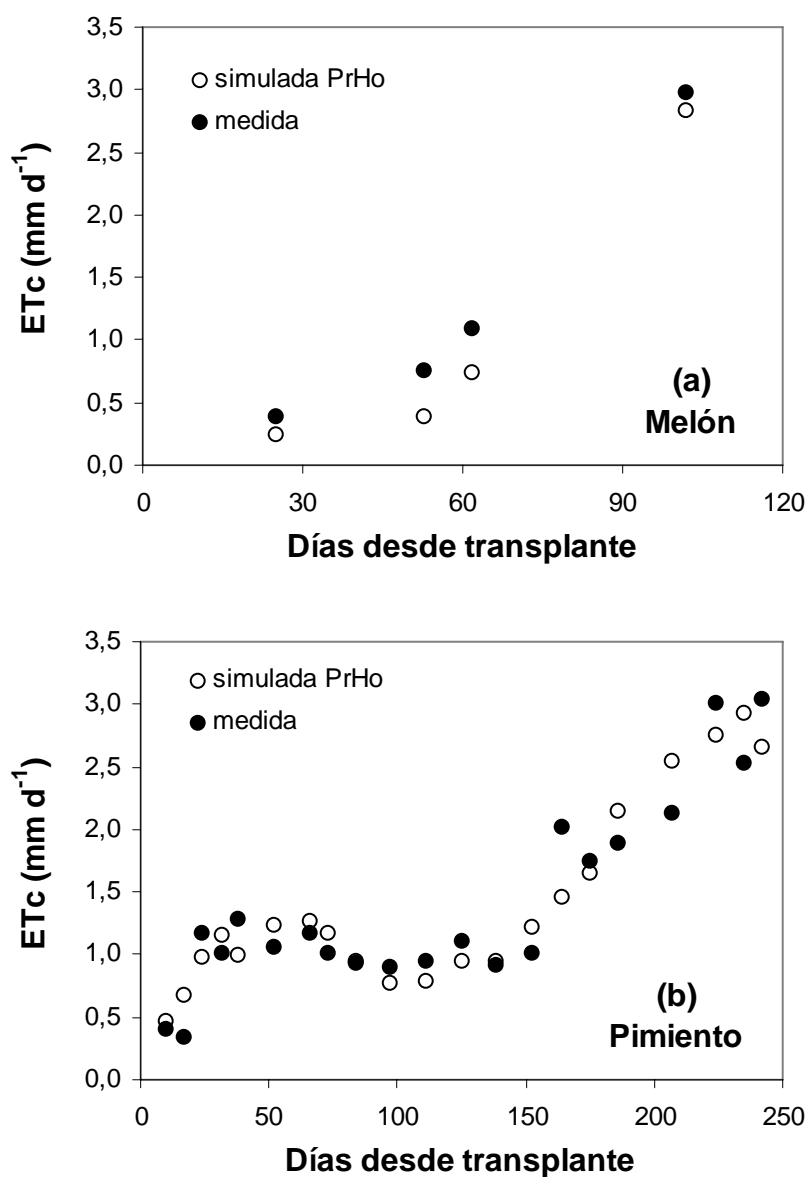 3,5
3,0
2,5
2,0
1,5
1,0
0,5
0,0
ETc (mm d-1)
simulada PrHo
medida
(a)
Melón
0 30 60 90 120
Días desde transplante
3,5
3,0
2,5
2,0
1,5
1,0
0,5
0,0
ETc (mm d-1)
simulada PrHo
medida
(b)
Pimiento
0 50 100 150 200 250
Días desde transplante